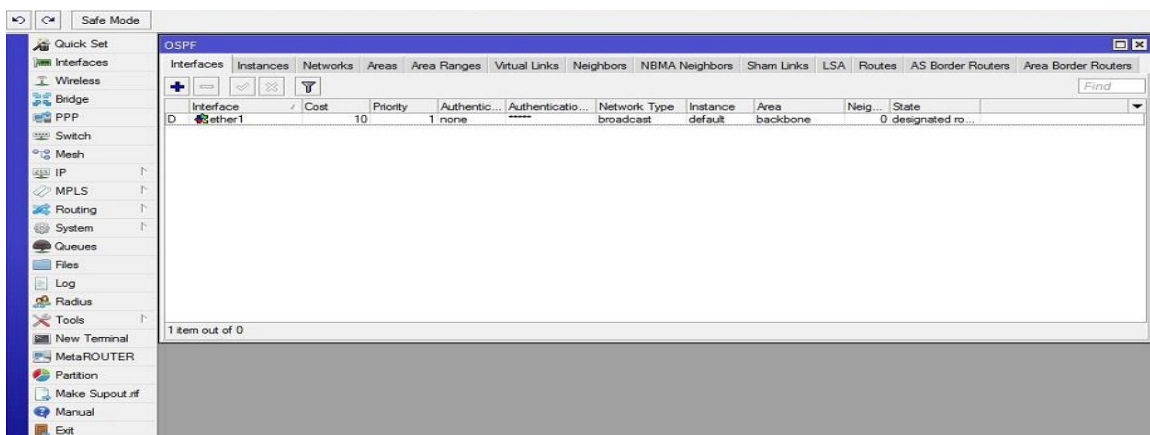 Safe Mode
Quick Set
Interfaces
Wireless
Bridge
PPP
Switch
Mesh
IP
MPLS
Routing
System
Queues
Files
Log
Radius
Tools
New Terminal
MetaROUTER
Partition
Make Supout.rif
Manual
Exit
OSPF
Interfaces Instances Networks Areas Area Ranges Virtual Links Neighbors NBMA Neighbors Sham Links LSA Routes AS Border Routers Area Border Routers
Find
Interface / Cost Priority Authentic... Authenticatio... Network Type Instance Area Neig... State
D ether1 10 1 none ***** broadcast default backbone 0 designated ro...
1 item out of 0